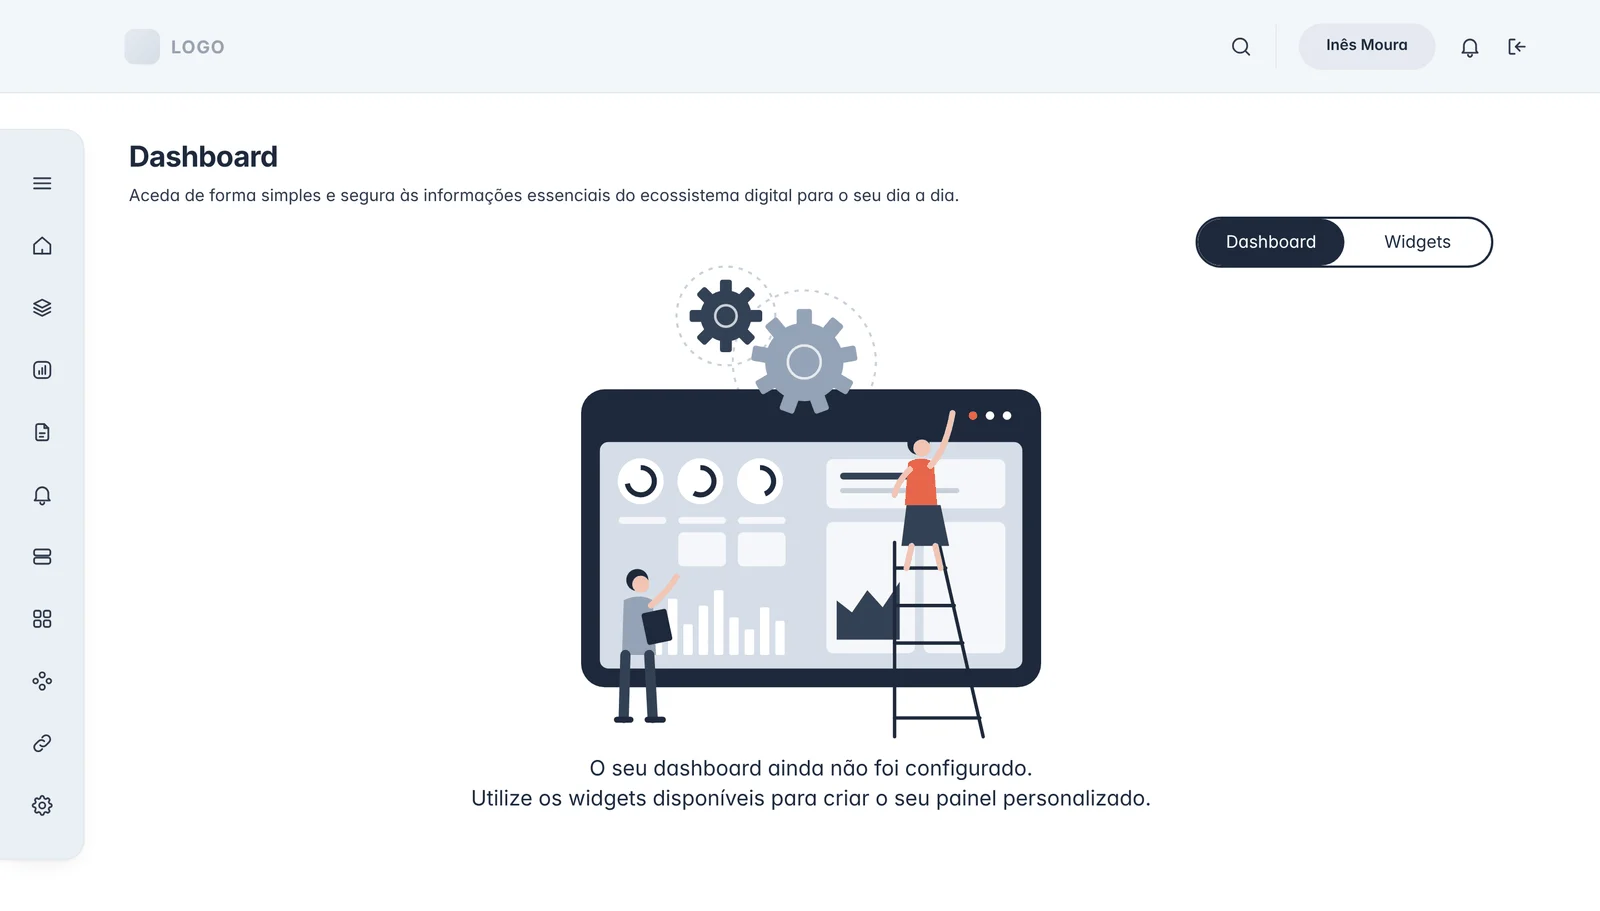 LOGO
Inês Moura
Dashboard
Aceda de forma simples e segura às informações essenciais do ecossistema digital para o seu dia a dia.
Dashboard
Widgets
O seu dashboard ainda não foi configurado.
Utilize os widgets disponíveis para criar o seu painel personalizado.